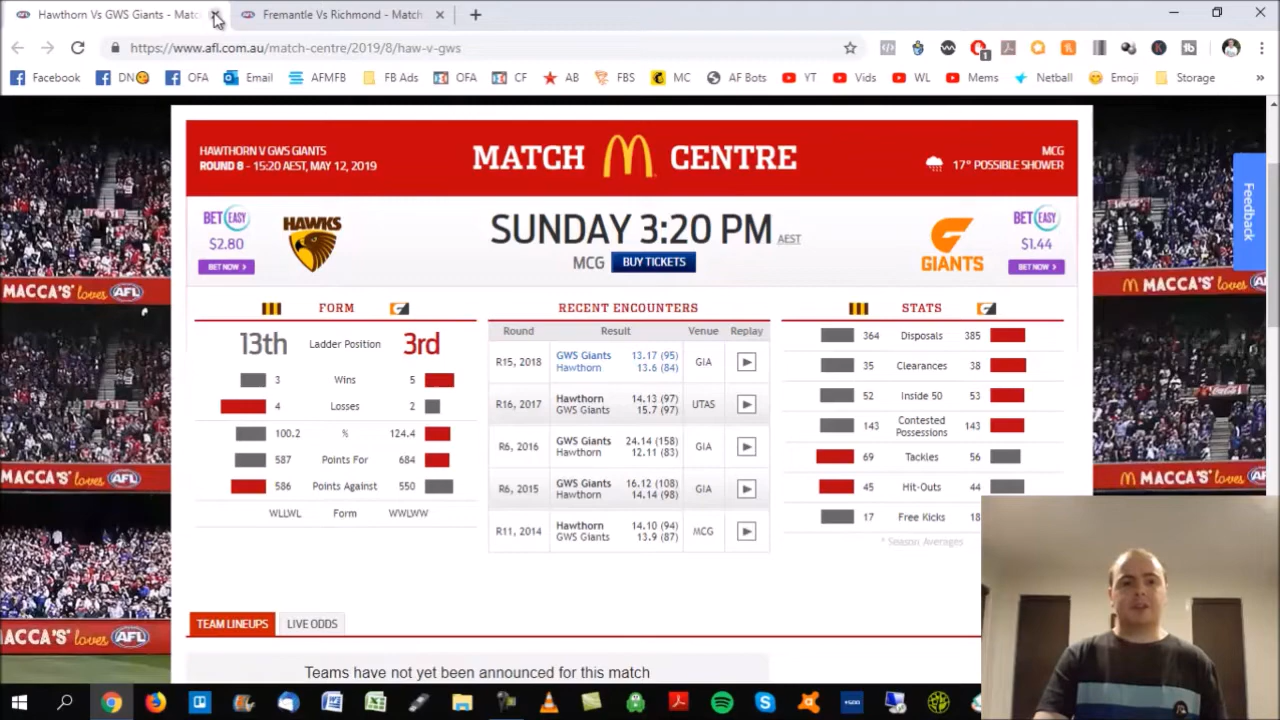 Hawthorn Vs GWS Giants - Match
Fremantle Vs Richmond - Match
https://www.afl.com.au/match-centre/2019/8/haw-v-gws
1
Facebook DN OFA Email AFMFB FB Ads OFA CF AB FBS MC AF Bots YT Vids WL Mems Netball Emoji Storage
HAWTHORN V GWS GIANTS
ROUND 8 - 15:20 AEST, MAY 12, 2019
MATCH CENTRE
MCG
17° POSSIBLE SHOWER
BET EASY
$2.80
BET NOW >
HAWKS
SUNDAY 3:20 PM AEST
MCG BUY TICKETS
GIANTS
BET EASY
$1.44
BET NOW >
Feedback
MACCA'S loves AFL
MACCA'S loves AFL
MACCA'S loves AFL
MACCA'S loves AFL
MACCA'S loves
FORM
13th Ladder Position 3rd
3 Wins 5
4 Losses 2
100.2 % 124.4
587 Points For 684
586 Points Against 550
WLLWL Form WWLWW
RECENT ENCOUNTERS
Round Result Venue Replay
R15, 2018 GWS Giants 13.17 (95) GIA
Hawthorn 13.6 (84)
R16, 2017 Hawthorn 14.13 (97) UTAS
GWS Giants 15.7 (97)
R6, 2016 GWS Giants 24.14 (158) GIA
Hawthorn 12.11 (83)
R6, 2015 GWS Giants 16.12 (108) GIA
Hawthorn 14.14 (98)
R11, 2014 Hawthorn 14.10 (94) MCG
GWS Giants 13.9 (87)
STATS
364 Disposals 385
35 Clearances 38
52 Inside 50 53
143 Contested Possessions 143
69 Tackles 56
45 Hit-Outs 44
17 Free Kicks 18
* Season Averages
TEAM LINEUPS LIVE ODDS
Teams have not yet been announced for this match